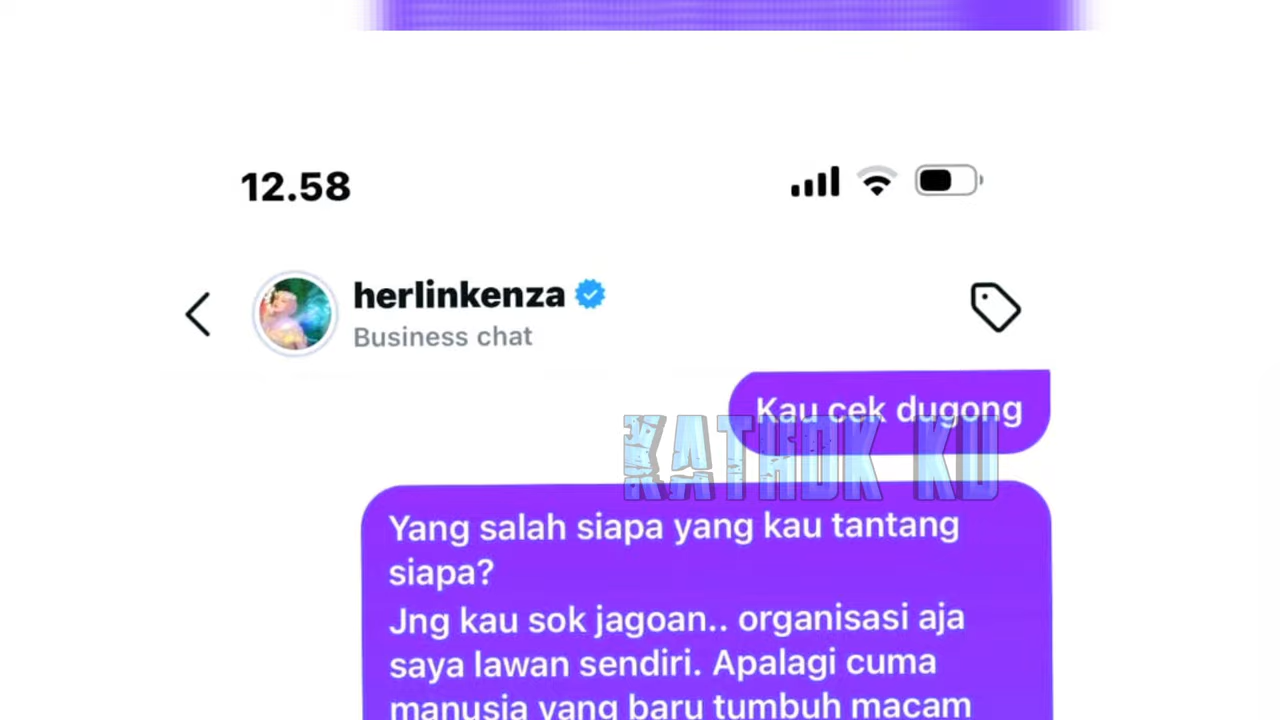 12.58
herlinkenza
Business chat
Kau cek dugong
KATHOK KU
Yang salah siapa yang kau tantang
siapa?
Jng kau sok jagoan.. organisasi aja
saya lawan sendiri. Apalagi cuma
manusia yang baru tumbuh macam